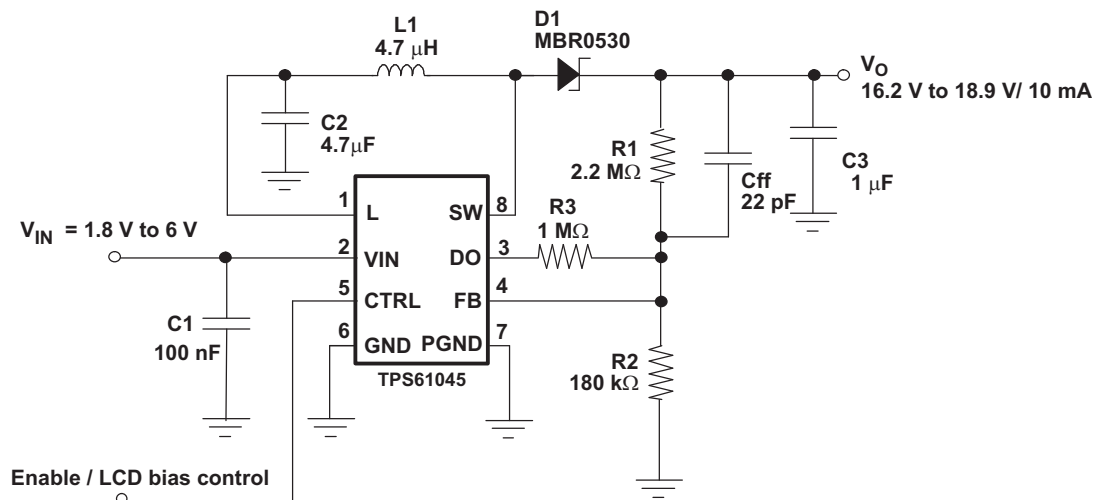 L1
4.7 μH
D1
MBR0530
VO
16.2 V to 18.9 V/ 10 mA
C2
4.7μF
R1
2.2 MΩ
Cff
22 pF
C3
1 μF
VIN = 1.8 V to 6 V
1
L
SW
8
R3
1 MΩ
2
VIN
DO
3
5
CTRL
FB
4
C1
100 nF
6
GND
PGND
7
TPS61045
R2
180 kΩ
Enable / LCD bias control